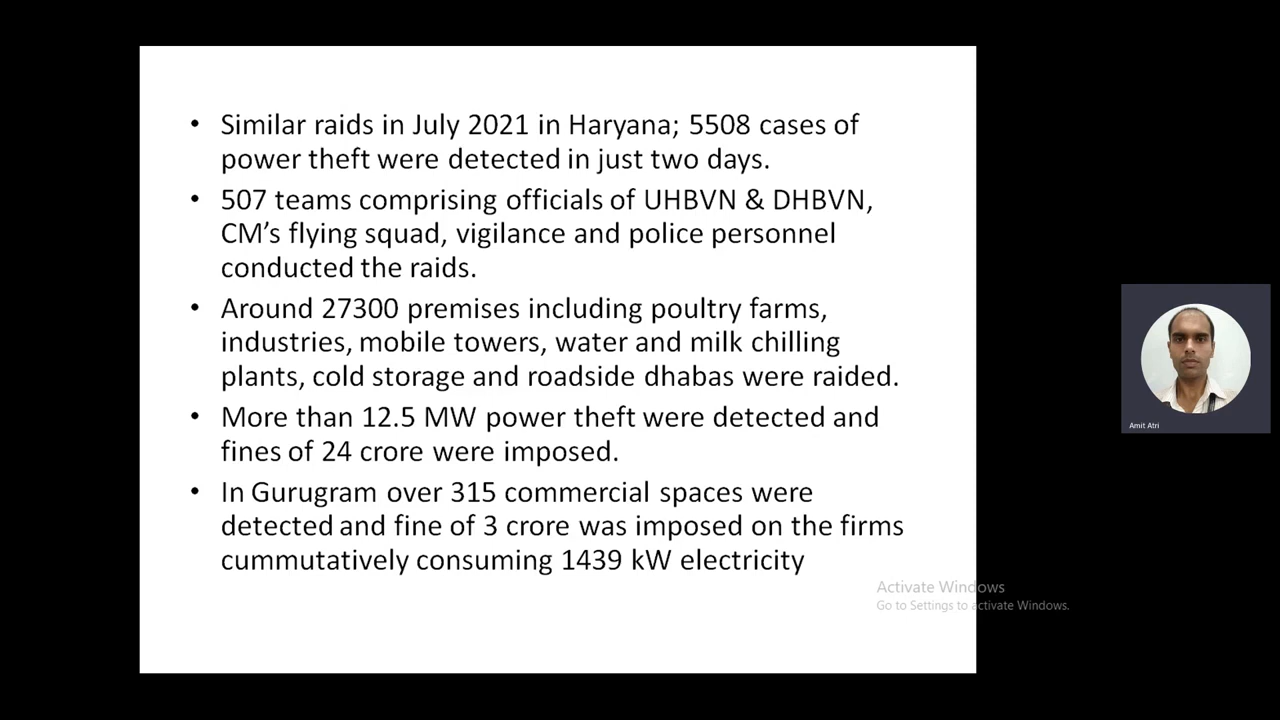 • Similar raids in July 2021 in Haryana; 5508 cases of
power theft were detected in just two days.
• 507 teams comprising officials of UHBVN & DHBVN,
CM’s flying squad, vigilance and police personnel
conducted the raids.
• Around 27300 premises including poultry farms,
industries, mobile towers, water and milk chilling
plants, cold storage and roadside dhabas were raided.
• More than 12.5 MW power theft were detected and
fines of 24 crore were imposed.
• In Gurugram over 315 commercial spaces were
detected and fine of 3 crore was imposed on the firms
cummutatively consuming 1439 kW electricity
Activate Windows
Go to Settings to activate Windows.
Amit Atri